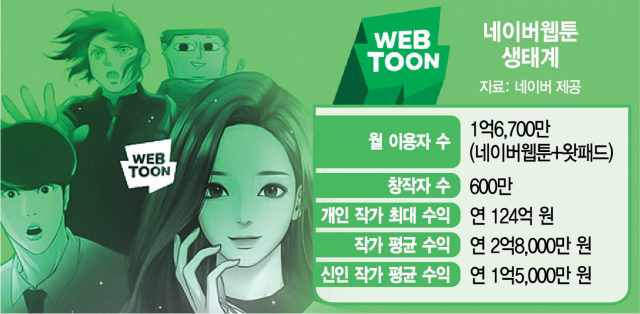 WEB
TOON
WEB
TOON
네이버웹툰
생태계
자료: 네이버 제공
월 이용자 수
1억6,700만
(네이버웹툰+왓패드)
창작자 수 600만
개인 작가 최대 수익 연 124억 원
작가 평균 수익 연 2억8,000만 원
신인 작가 평균 수익 연 1억5,000만 원